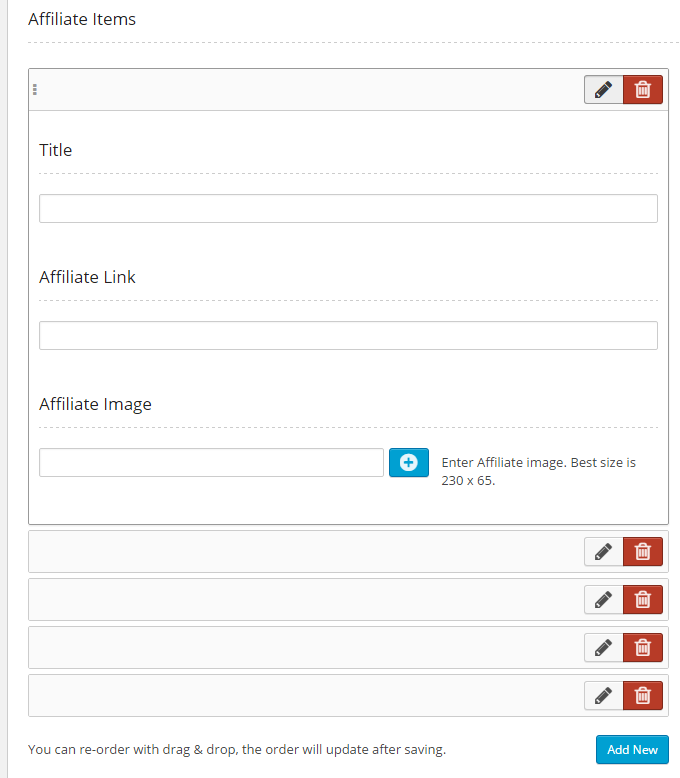 Affiliate Items
Title
Affiliate Link
Affiliate Image
Enter Affiliate image. Best size is
230 x 65.
You can re-order with drag & drop, the order will update after saving.
Add New